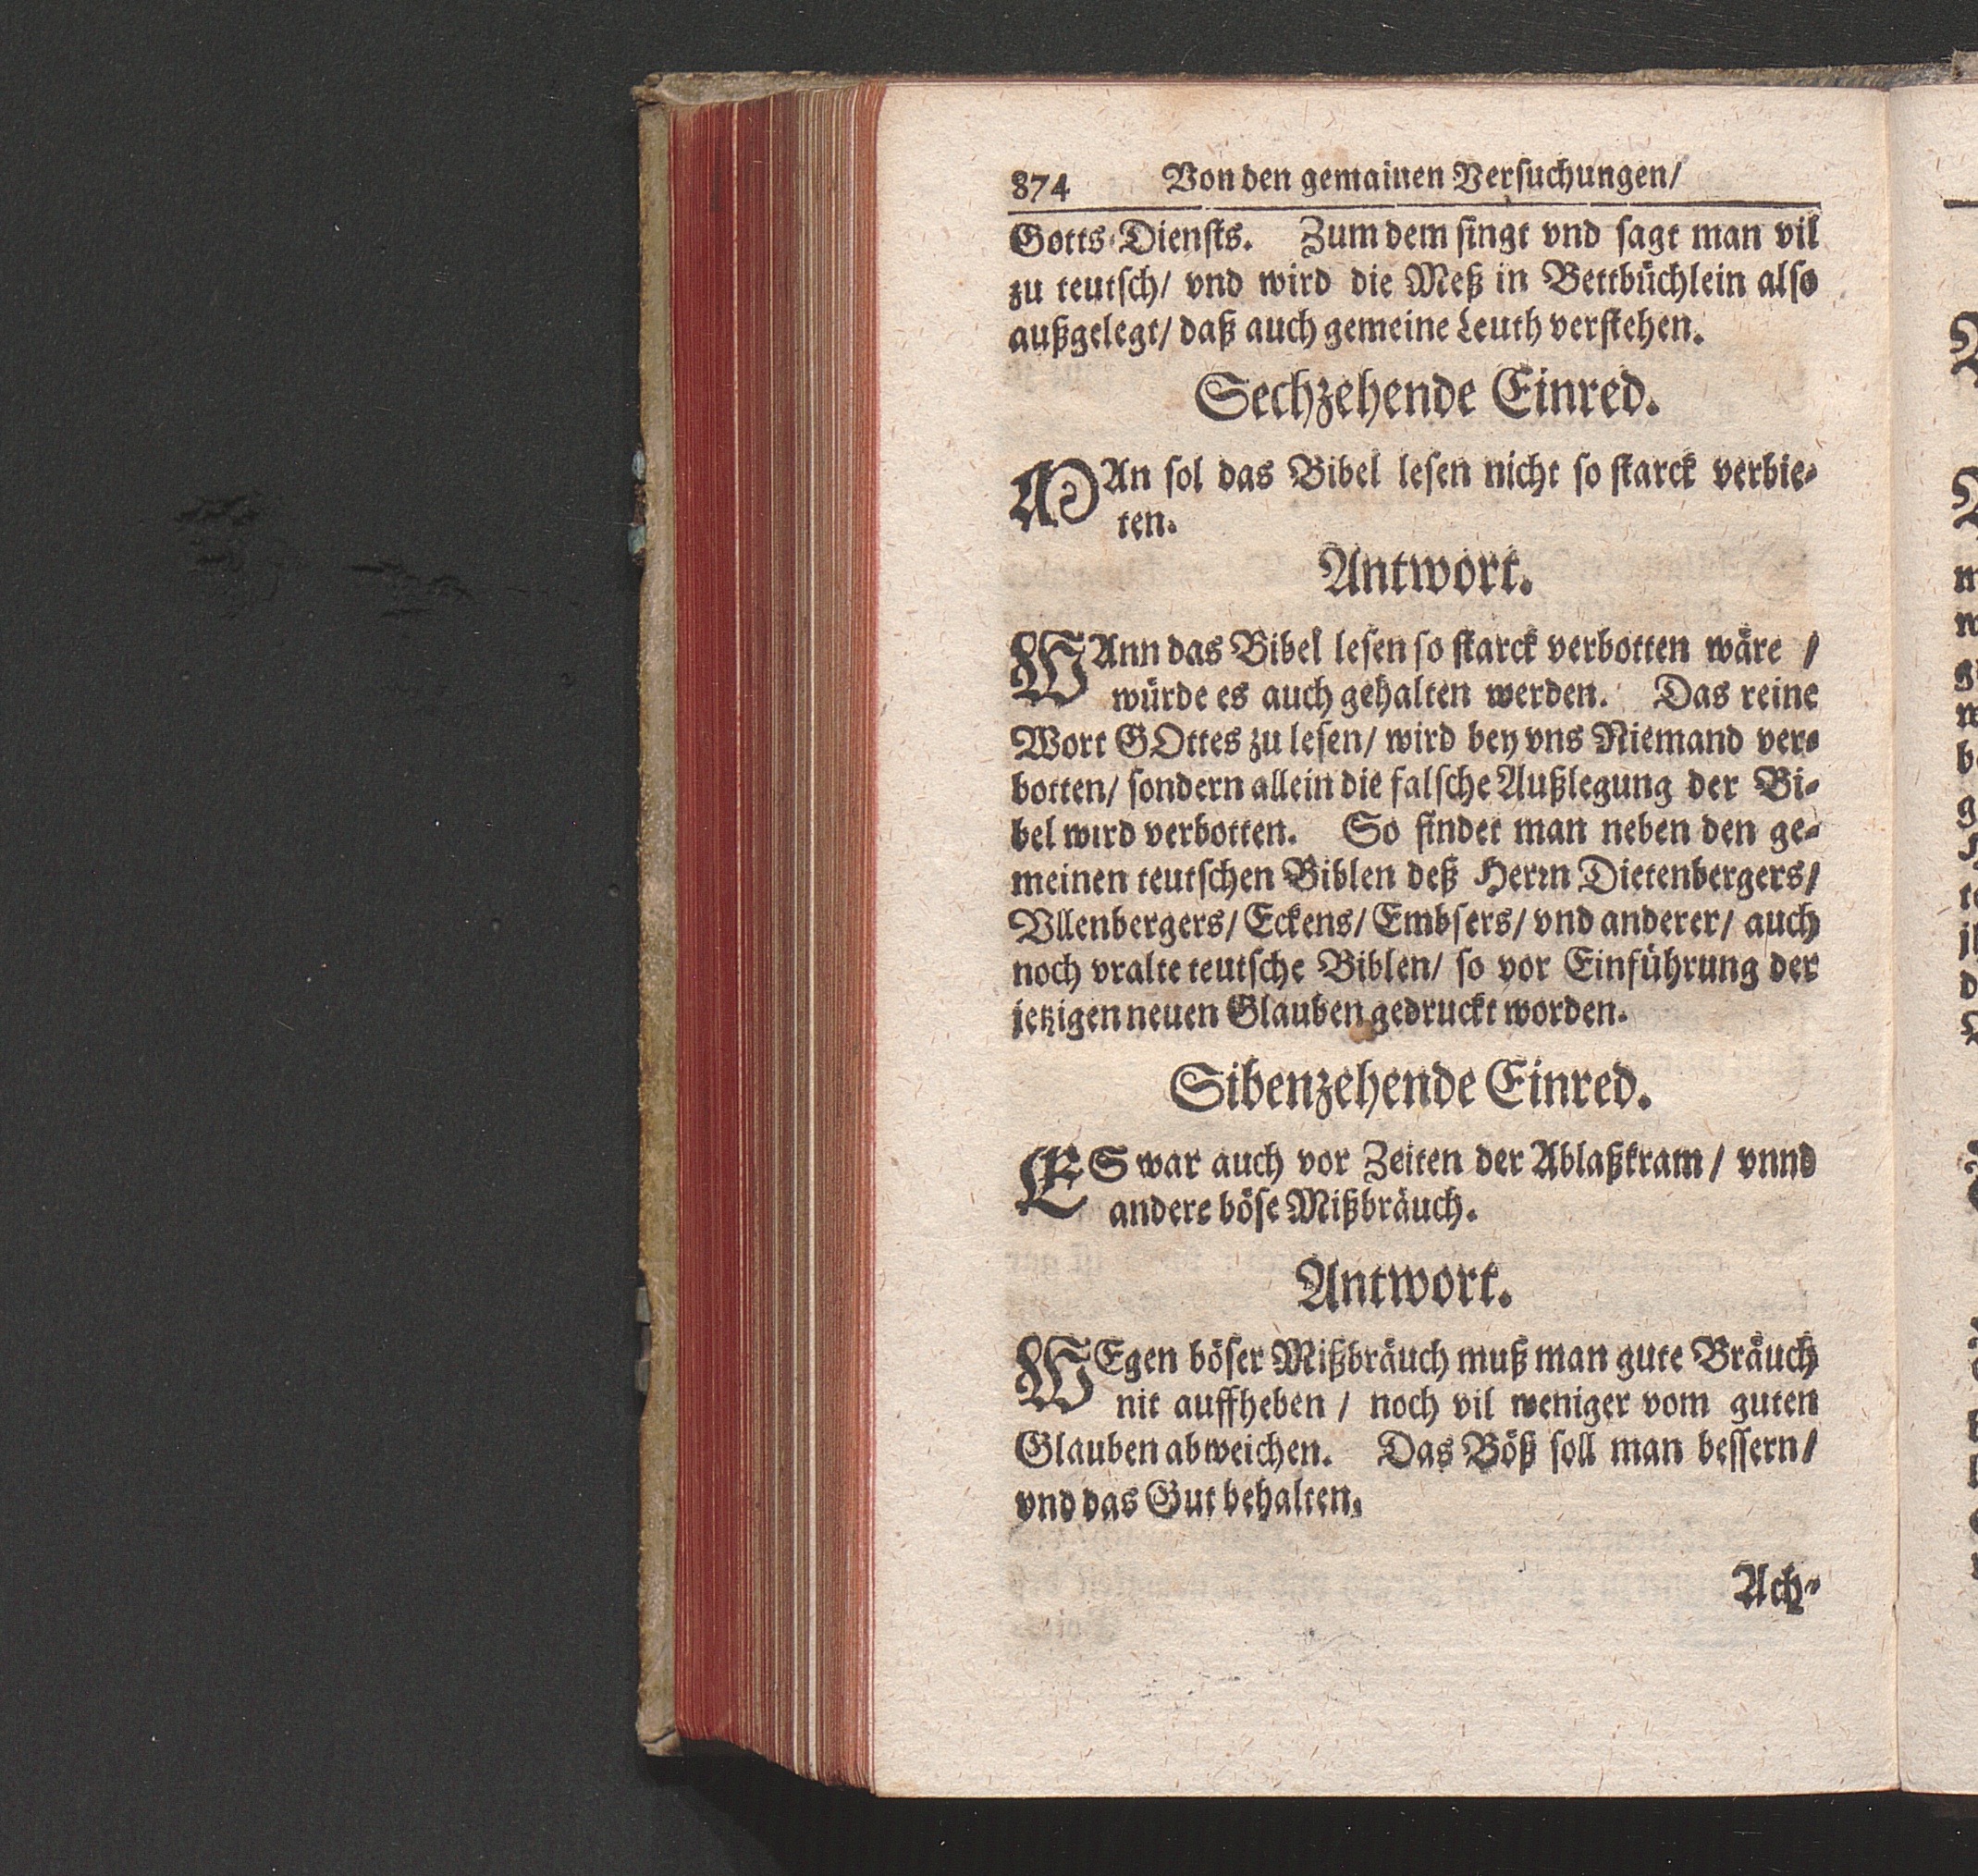 874 Von den gemainen Versuchungen/
Gotts-Diensts. Zum dem singt vnd sagt man vil
zu teutsch/ vnd wird die Meß in Bettbüchlein also
außgelegt/ daß auch gemeine Leuth verstehen.
Sechzehende Einred.
MAn sol das Bibel lesen nicht so starck verbie-
ten.
Antwort.
WAnn das Bibel lesen so starck verbotten wäre /
würde es auch gehalten werden. Das reine
Wort GOttes zu lesen/ wird bey vns Niemand ver-
botten/ sondern allein die falsche Außlegung der Bi-
bel wird verbotten. So findet man neben den ge-
meinen teutschen Biblen deß Herrn Dietenbergers/
Vllenbergers/ Eckens/ Embsers/ vnd anderer/ auch
noch vralte teutsche Biblen/ so vor Einführung der
jetzigen neuen Glauben gedruckt worden.
Sibenzehende Einred.
ES war auch vor Zeiten der Ablaßkram / vnnd
andere böse Mißbräuch.
Antwort.
WEgen böser Mißbräuch muß man gute Bräuch
nit auffheben / noch vil weniger vom guten
Glauben abweichen. Das Böß soll man bessern/
vnd das Gut behalten.
Ach-